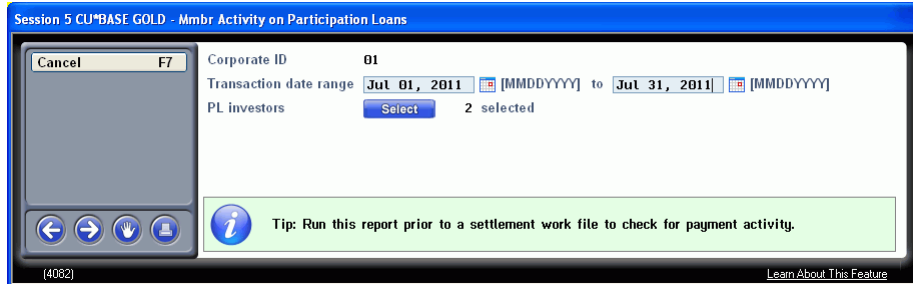 Session 5 CU*BASE GOLD - Mmbr Activity on Participation Loans
Cancel F7
Corporate ID 01
Transaction date range Jul 01, 2011 [MMDDYYYY] to Jul 31, 2011 [MMDDYYYY]
PL investors Select 2 selected
Tip: Run this report prior to a settlement work file to check for payment activity.
(4082) Learn About This Feature